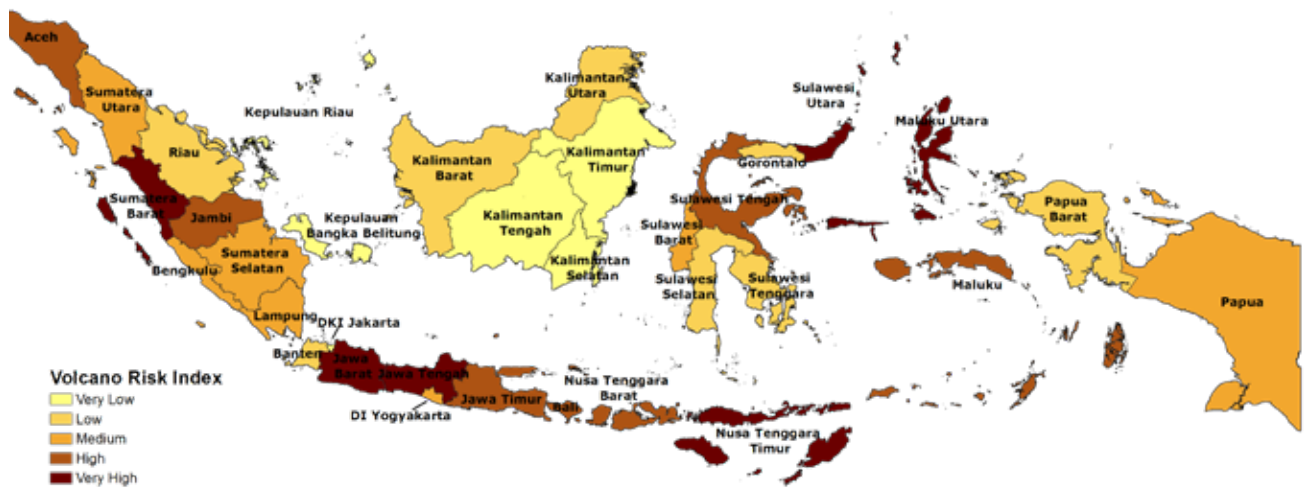 Aceh
Sumatera
Utara
Kepulauan Riau
Riau
Sumatera
Barat
Jambi
Kepulauan
Bangka Belitung
Sumatera
Selatan
Bengkulu
Lampung
DKI Jakarta
Banten
Jawa
Barat
Jawa Tengah
DI Yogyakarta
Jawa Timur
Bali
Nusa Tenggara
Barat
Nusa Tenggara
Timur
Kalimantan
Utara
Kalimantan
Barat
Kalimantan
Timur
Kalimantan
Tengah
Kalimantan
Selatan
Sulawesi
Utara
Gorontalo
Sulawesi Tengah
Sulawesi
Barat
Sulawesi
Selatan
Sulawesi
Tenggara
Maluku Utara
Maluku
Papua
Barat
Papua
Volcano Risk Index
Very Low
Low
Medium
High
Very High